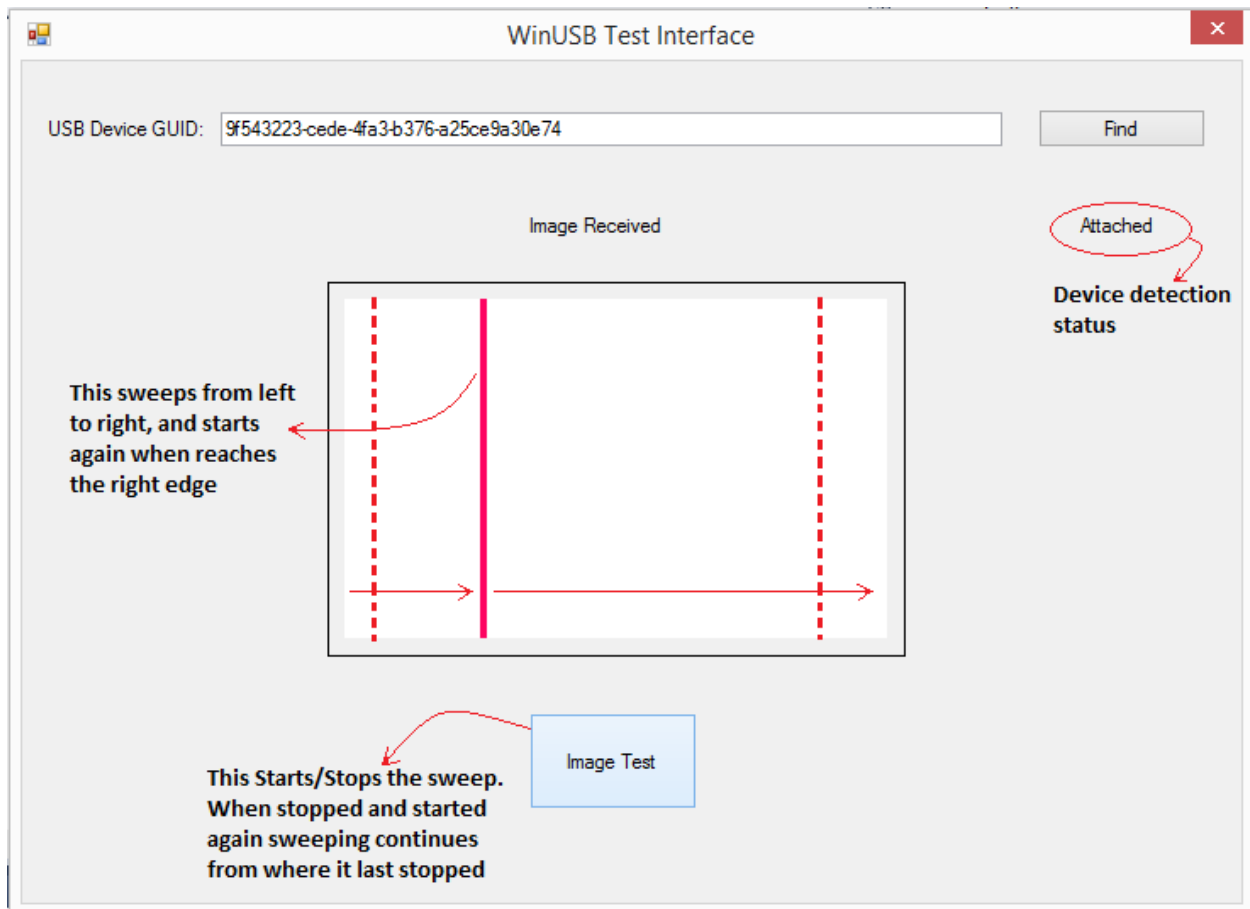 WinUSB Test Interface
USB Device GUID: 9f543223-cede-4fa3-b376-a25ce9a30e74 Find
Image Received
Attached
Device detection
status
This sweeps from left
to right, and starts
again when reaches
the right edge
Image Test
This Starts/Stops the sweep.
When stopped and started
again sweeping continues
from where it last stopped